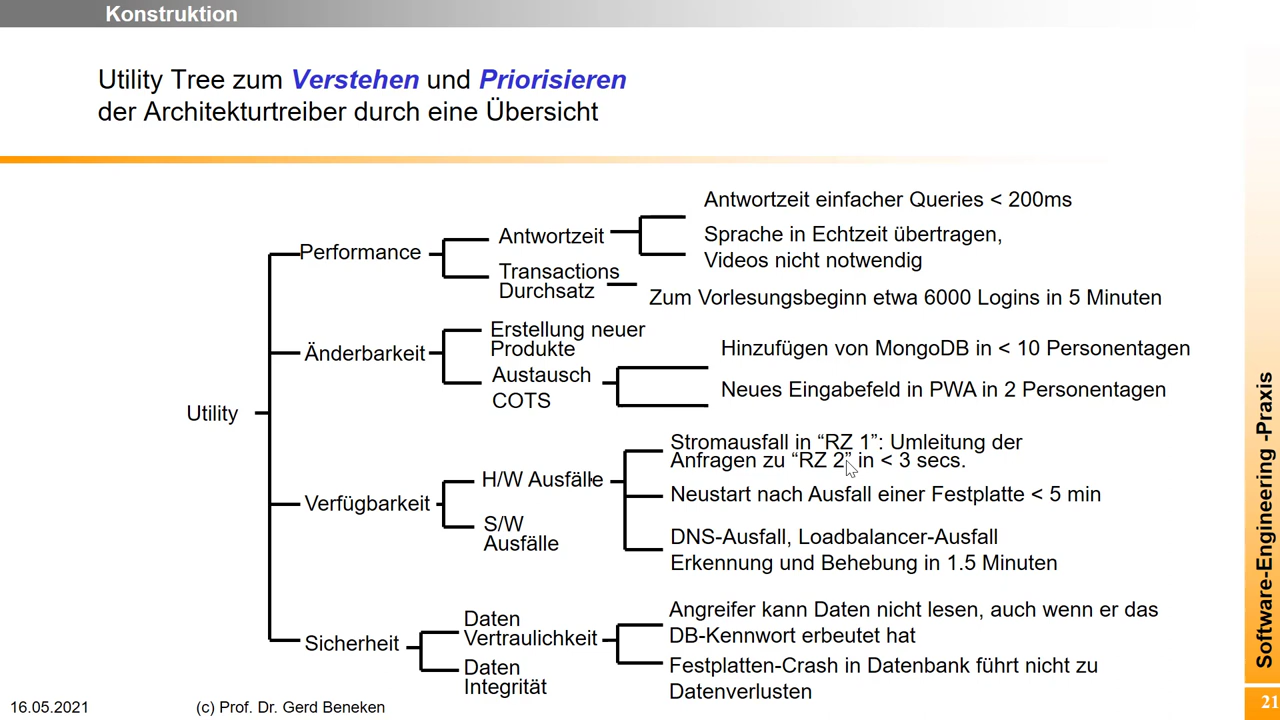 Konstruktion
Utility Tree zum Verstehen und Priorisieren
der Architekturtreiber durch eine Übersicht
Utility
Performance
Antwortzeit
Antwortzeit einfacher Queries < 200ms
Sprache in Echtzeit übertragen,
Videos nicht notwendig
Transactions
Durchsatz
Zum Vorlesungsbeginn etwa 6000 Logins in 5 Minuten
Änderbarkeit
Erstellung neuer
Produkte
Austausch
COTS
Hinzufügen von MongoDB in < 10 Personentagen
Neues Eingabefeld in PWA in 2 Personentagen
Verfügbarkeit
H/W Ausfälle
Stromausfall in “RZ 1”: Umleitung der
Anfragen zu “RZ 2” in < 3 secs.
Neustart nach Ausfall einer Festplatte < 5 min
DNS-Ausfall, Loadbalancer-Ausfall
Erkennung und Behebung in 1.5 Minuten
S/W
Ausfälle
Sicherheit
Daten
Vertraulichkeit
Angreifer kann Daten nicht lesen, auch wenn er das
DB-Kennwort erbeutet hat
Festplatten-Crash in Datenbank führt nicht zu
Datenverlusten
Daten
Integrität
Software-Engineering -Praxis
16.05.2021
(c) Prof. Dr. Gerd Beneken
21